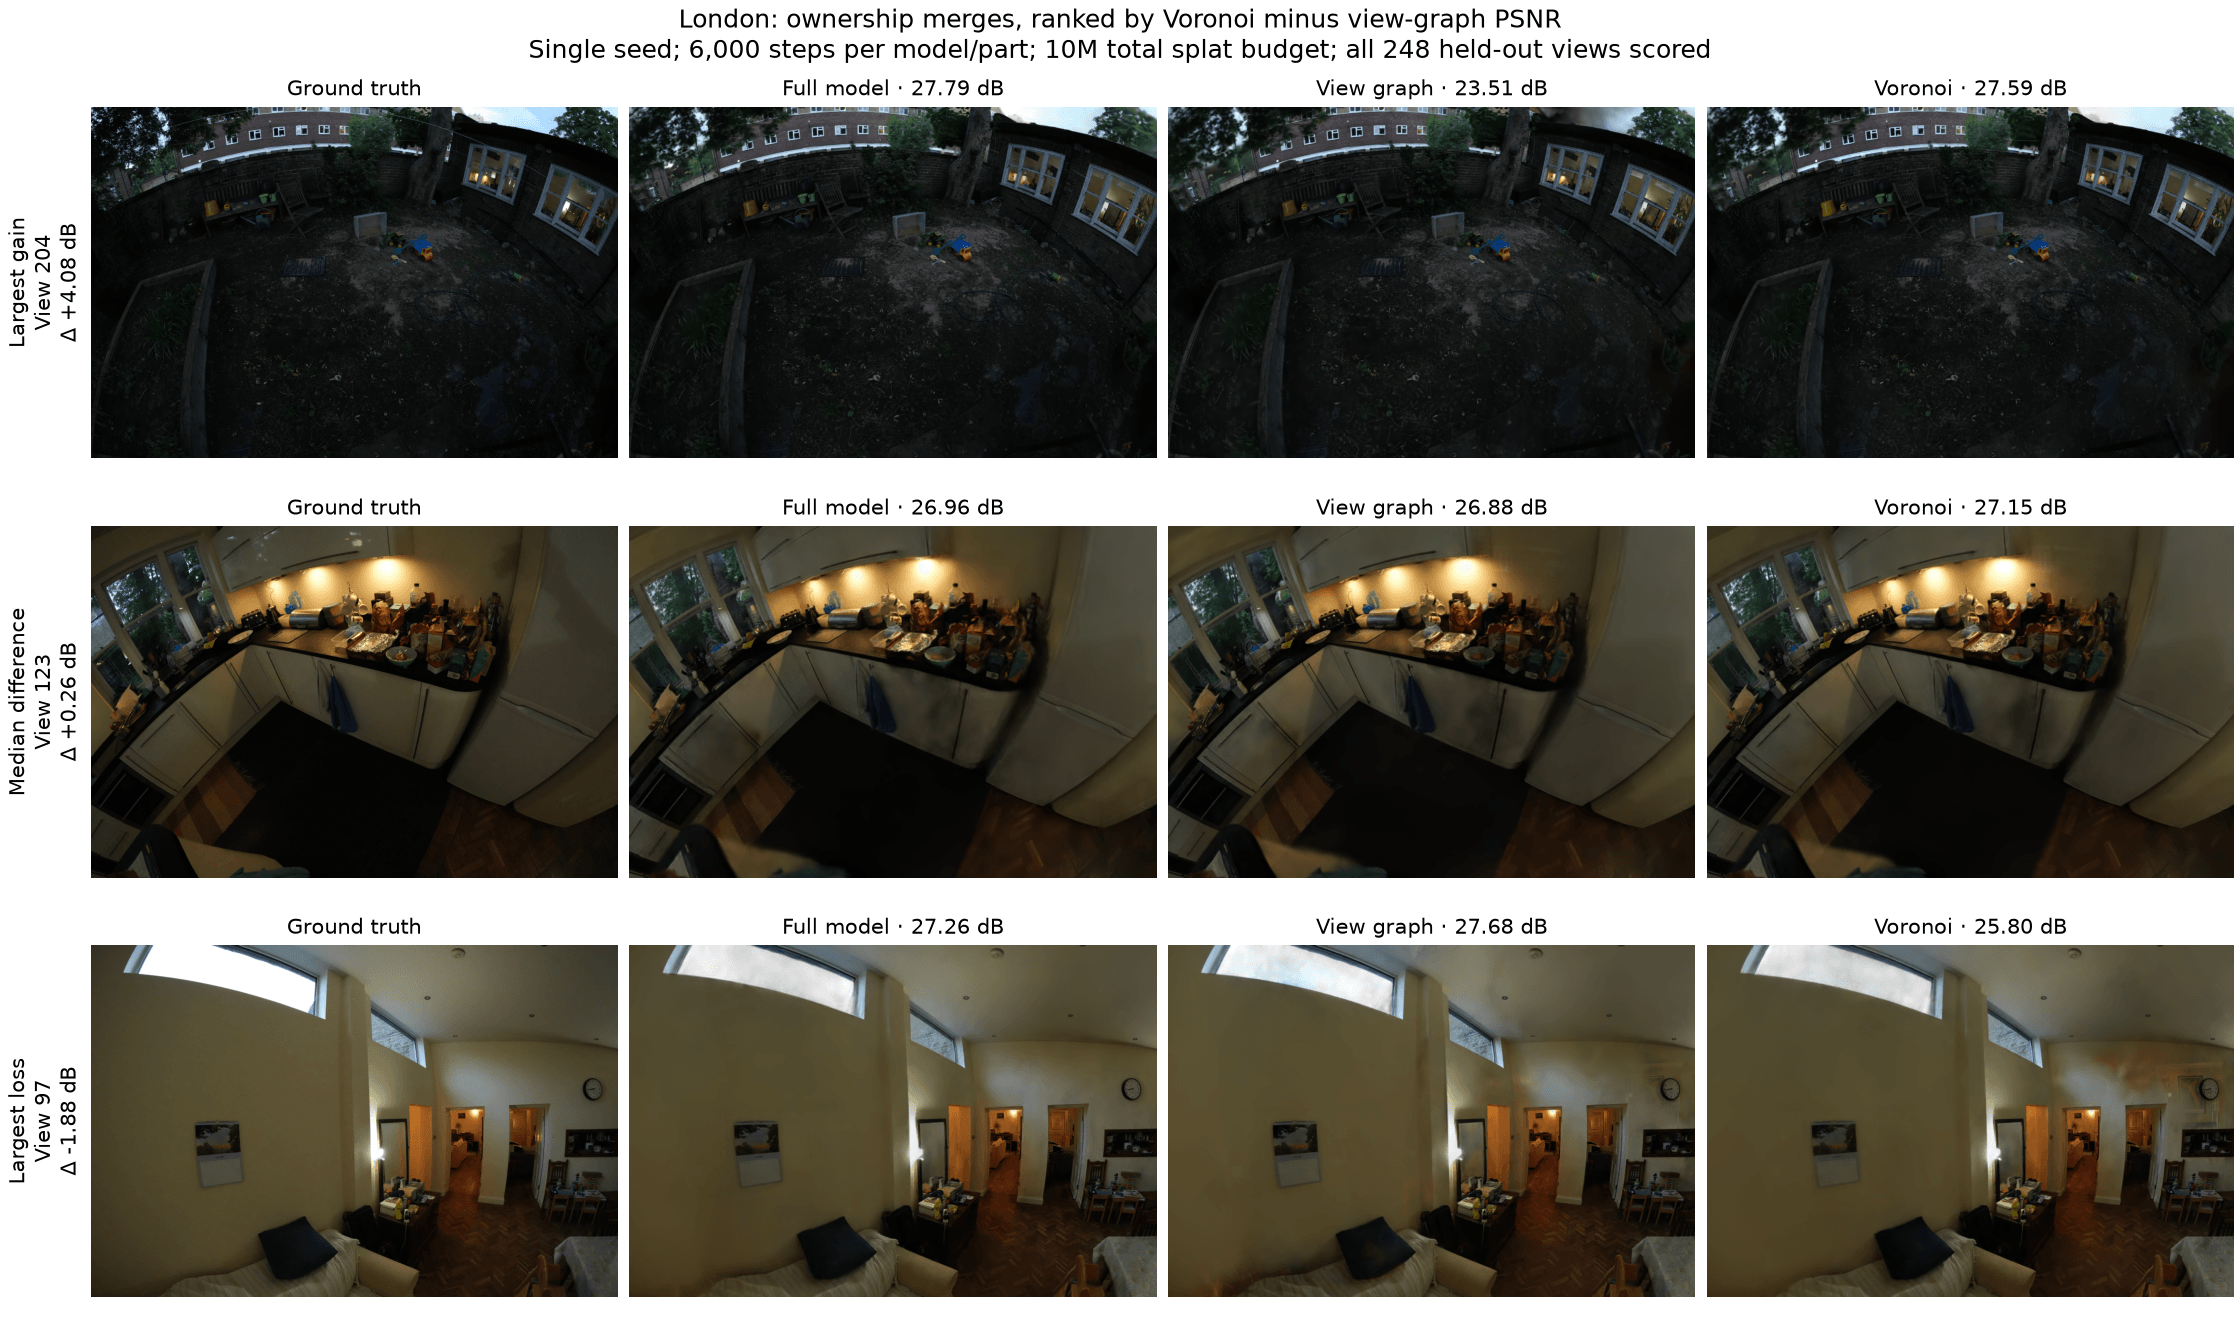 London: ownership merges, ranked by Voronoi minus view-graph PSNR
Single seed; 6,000 steps per model/part; 10M total splat budget; all 248 held-out views scored
Ground truth
Full model · 27.79 dB
View graph · 23.51 dB
Voronoi · 27.59 dB
Largest gain
View 204
Δ +4.08 dB
Ground truth
Full model · 26.96 dB
View graph · 26.88 dB
Voronoi · 27.15 dB
Median difference
View 123
Δ +0.26 dB
Ground truth
Full model · 27.26 dB
View graph · 27.68 dB
Voronoi · 25.80 dB
Largest loss
View 97
Δ -1.88 dB